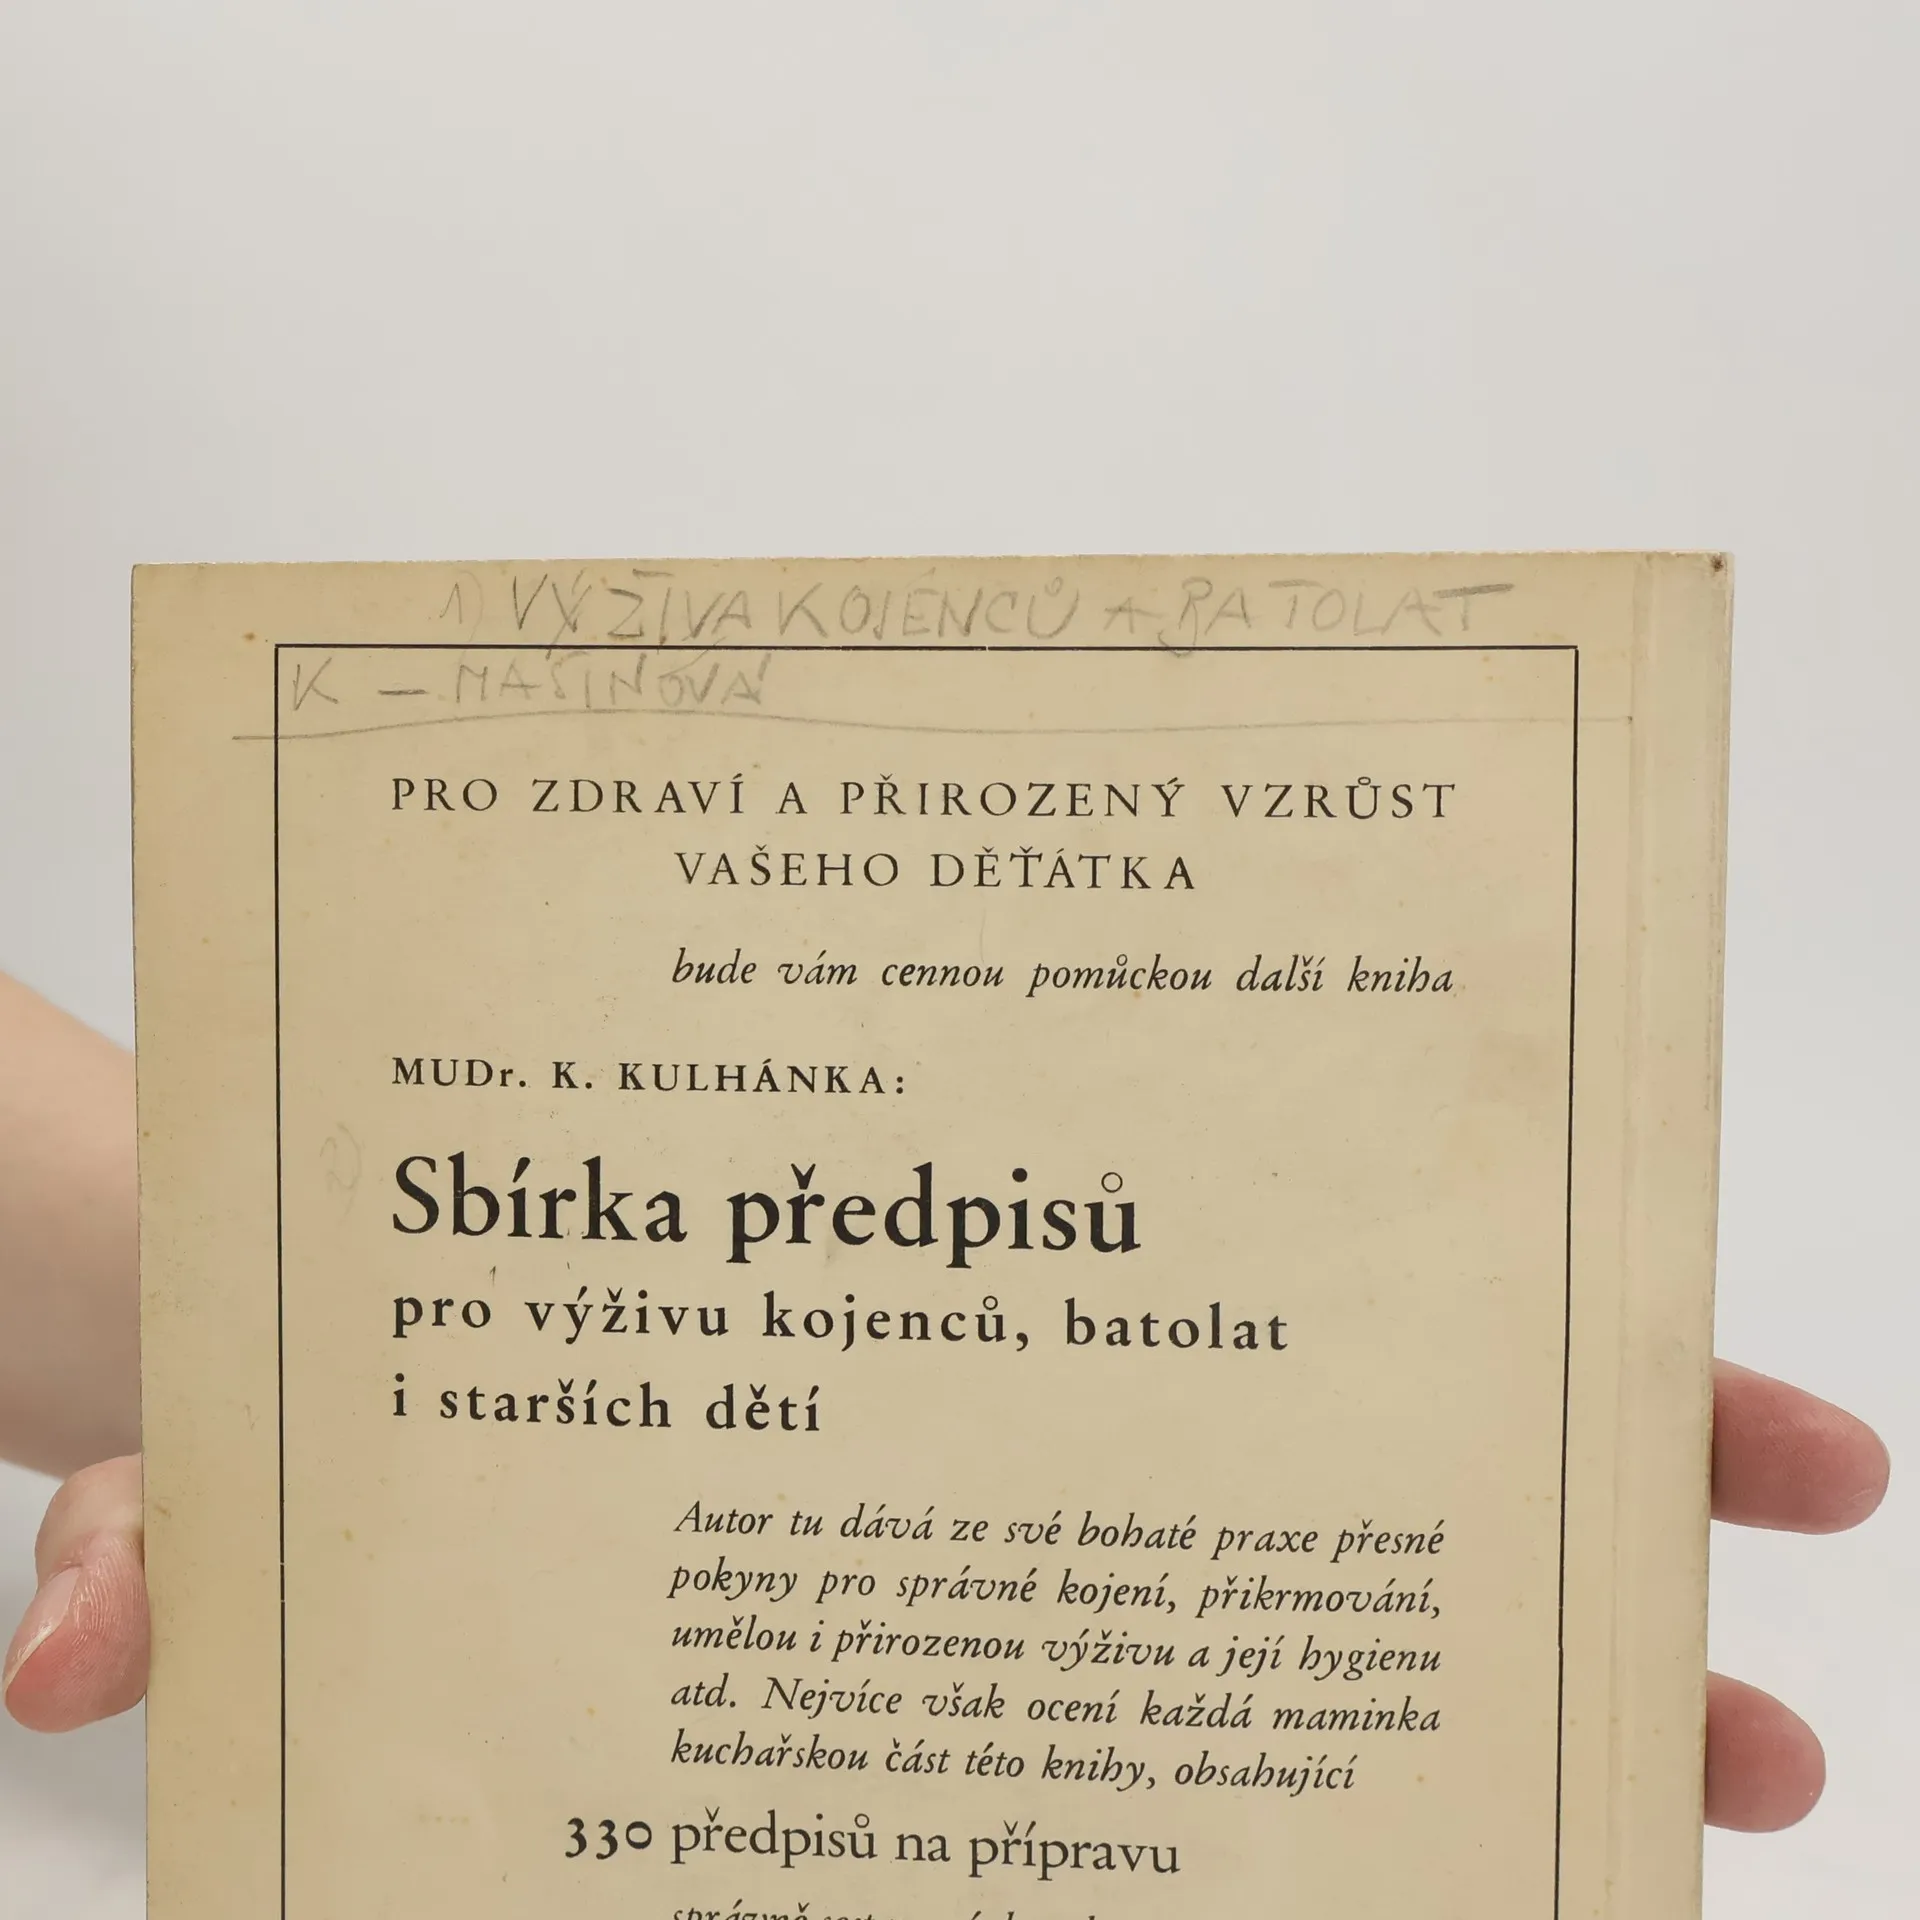 1) VÝŽIVA KOJENCŮ A BATOLAT
K — MAŠINOVÁ
PRO ZDRAVÍ A PŘIROZENÝ VZRŮST
VAŠEHO DĚŤÁTKA
bude vám cennou pomůckou další kniha
MUDr. K. KULHÁNKA:
2)
Sbírka předpisů
pro výživu kojenců, batolat
i starších dětí
Autor tu dává ze své bohaté praxe přesné
pokyny pro správné kojení, přikrmování,
umělou i přirozenou výživu a její hygienu
atd. Nejvíce však ocení každá maminka
kuchařskou část této knihy, obsahující
330 předpisů na přípravu
správně